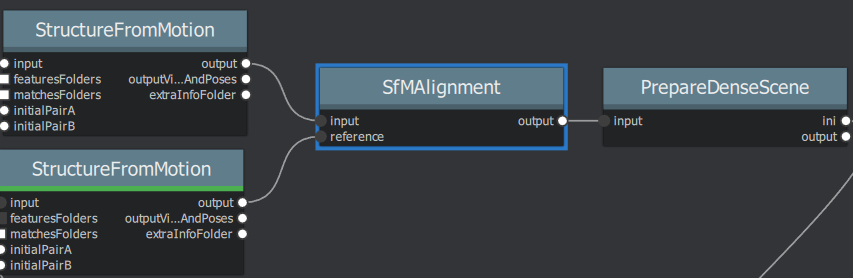 StructureFromMotion
input output
featuresFolders outputVi...AndPoses
matchesFolders extraInfoFolder
initialPairA
initialPairB
SfMAlignment
input output
reference
PrepareDenseScene
input ini
output
StructureFromMotion
input output
featuresFolders outputVi...AndPoses
matchesFolders extraInfoFolder
initialPairA
initialPairB